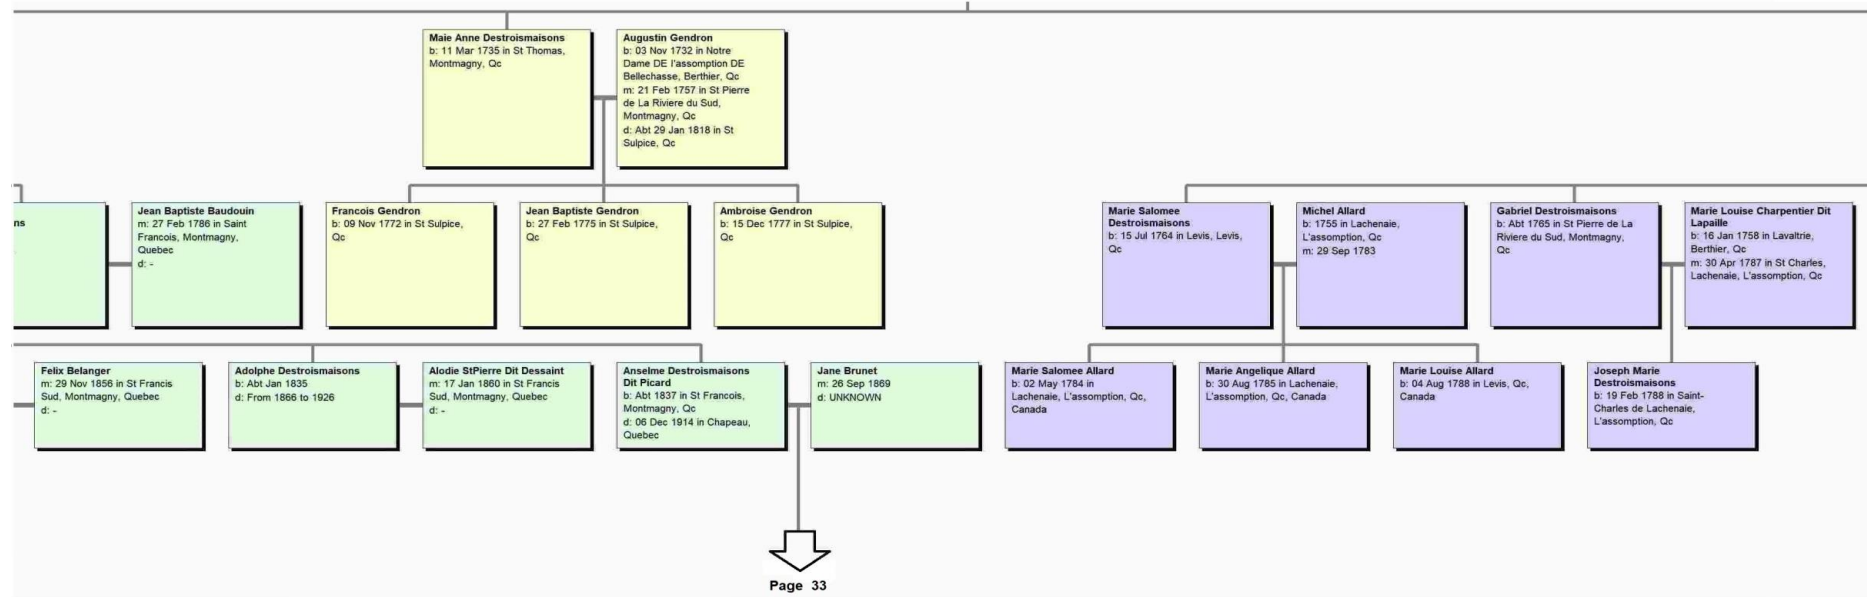 Maie Anne Destroismaisons
b: 11 Mar 1735 in St Thomas,
Montmagny, Qc
Augustin Gendron
b: 03 Nov 1732 in Notre
Dame DE l'assomption DE
Bellechasse, Berthier, Qc
m: 21 Feb 1757 in St Pierre
de La Riviere du Sud,
Montmagny, Qc
d: Abt 29 Jan 1818 in St
Sulpice, Qc
ns
Jean Baptiste Baudouin
m: 27 Feb 1786 in Saint
Francois, Montmagny,
Quebec
d: -
Francois Gendron
b: 09 Nov 1772 in St Sulpice,
Qc
Jean Baptiste Gendron
b: 27 Feb 1775 in St Sulpice,
Qc
Ambroise Gendron
b: 15 Dec 1777 in St Sulpice,
Qc
Marie Salomee
Destroismaisons
b: 15 Jul 1764 in Levis, Levis,
Qc
Michel Allard
b: 1755 in Lachenaie,
L'assomption, Qc
m: 29 Sep 1783
Gabriel Destroismaisons
b: Abt 1765 in St Pierre de La
Riviere du Sud, Montmagny,
Qc
Marie Louise Charpentier Dit
Lapaille
b: 16 Jan 1758 in Lavaltrie,
Berthier, Qc
m: 30 Apr 1787 in St Charles,
Lachenaie, L'assomption, Qc
Felix Belanger
m: 29 Nov 1856 in St Francis
Sud, Montmagny, Quebec
d: -
Adolphe Destroismaisons
b: Abt Jan 1835
d: From 1866 to 1926
Alodie StPierre Dit Dessaint
m: 17 Jan 1860 in St Francis
Sud, Montmagny, Quebec
d: -
Anselme Destroismaisons
Dit Picard
b: Abt 1837 in St Francois,
Montmagny, Qc
d: 06 Dec 1914 in Chapeau,
Quebec
Jane Brunet
m: 26 Sep 1869
d: UNKNOWN
Marie Salomee Allard
b: 02 May 1784 in
Lachenaie, L'assomption, Qc,
Canada
Marie Angelique Allard
b: 30 Aug 1785 in Lachenaie,
L'assomption, Qc, Canada
Marie Louise Allard
b: 04 Aug 1788 in Levis, Qc,
Canada
Joseph Marie
Destroismaisons
b: 19 Feb 1788 in Saint-
Charles de Lachenaie,
L'assomption, Qc
Page 33